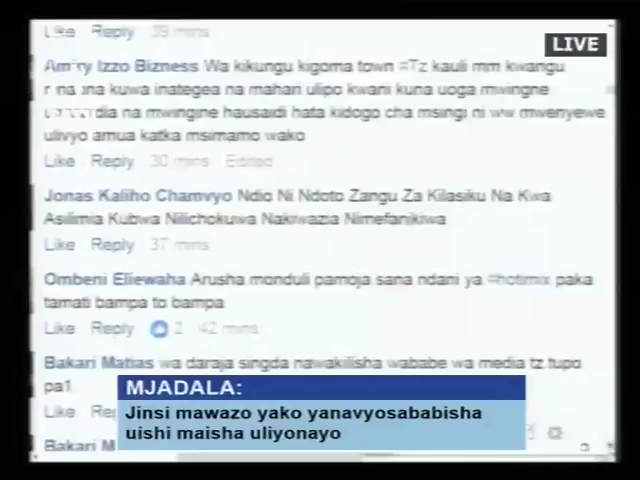 Like Reply 39 mins
LIVE
Izzo Bizness Wa kikungu kigoma town #Tz kauli mm kwangu
kuwa inategea na mahari ulipo kwani kuna uoga mwingne
na mwingine hausaidi hata kidogo cha msingi ni ww mwenyewe
ulivyo amua katka msimamo wako
Like Reply 30 mins Edited
Jonas Kaliho Chamvyo Ndio Ni Ndoto Zangu Za Kilasiku Na Kwa
Asilimia Kubwa Nilichokuwa Nakiwazia Nimefanikiwa
Like Reply 37 mins
Ombeni Eliewaha Arusha monduli pamoja sana ndani ya #hotimix paka
tamati bampa to bampa
Like Reply 2 42 mins
Bakari Matias wa daraja singda nawakilisha wababe wa media tz tupo
pa1
Like
Bakari
MJADALA:
Jinsi mawazo yako yanavyosababisha
uishi maisha uliyonayo